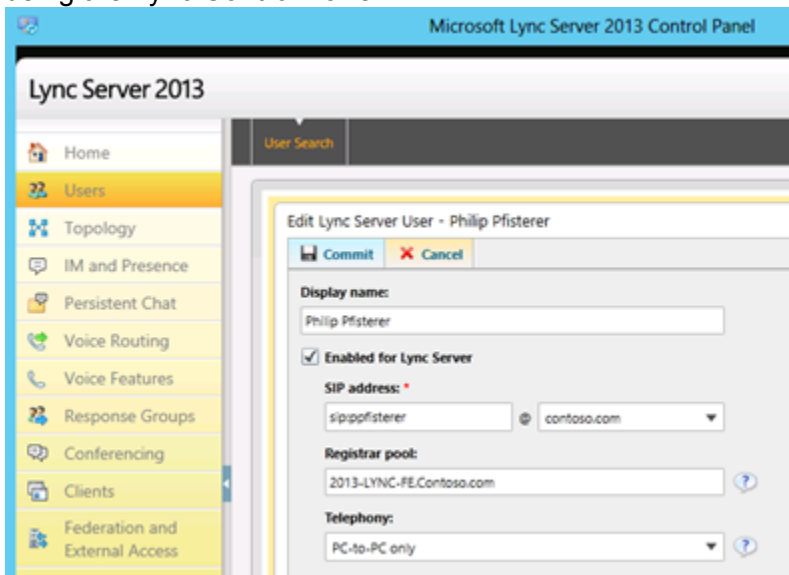 Microsoft Lync Server 2013 Control Panel
Lync Server 2013
Home
Users
Topology
IM and Presence
Persistent Chat
Voice Routing
Voice Features
Response Groups
Conferencing
Clients
Federation and
External Access
User Search
Edit Lync Server User - Philip Pfisterer
Commit
Cancel
Display name:
Philip Pfisterer
Enabled for Lync Server
SIP address: *
sip:ppfisterer @ contoso.com
Registrar pool:
2013-LYNC-FE.Contoso.com
Telephony:
PC-to-PC only